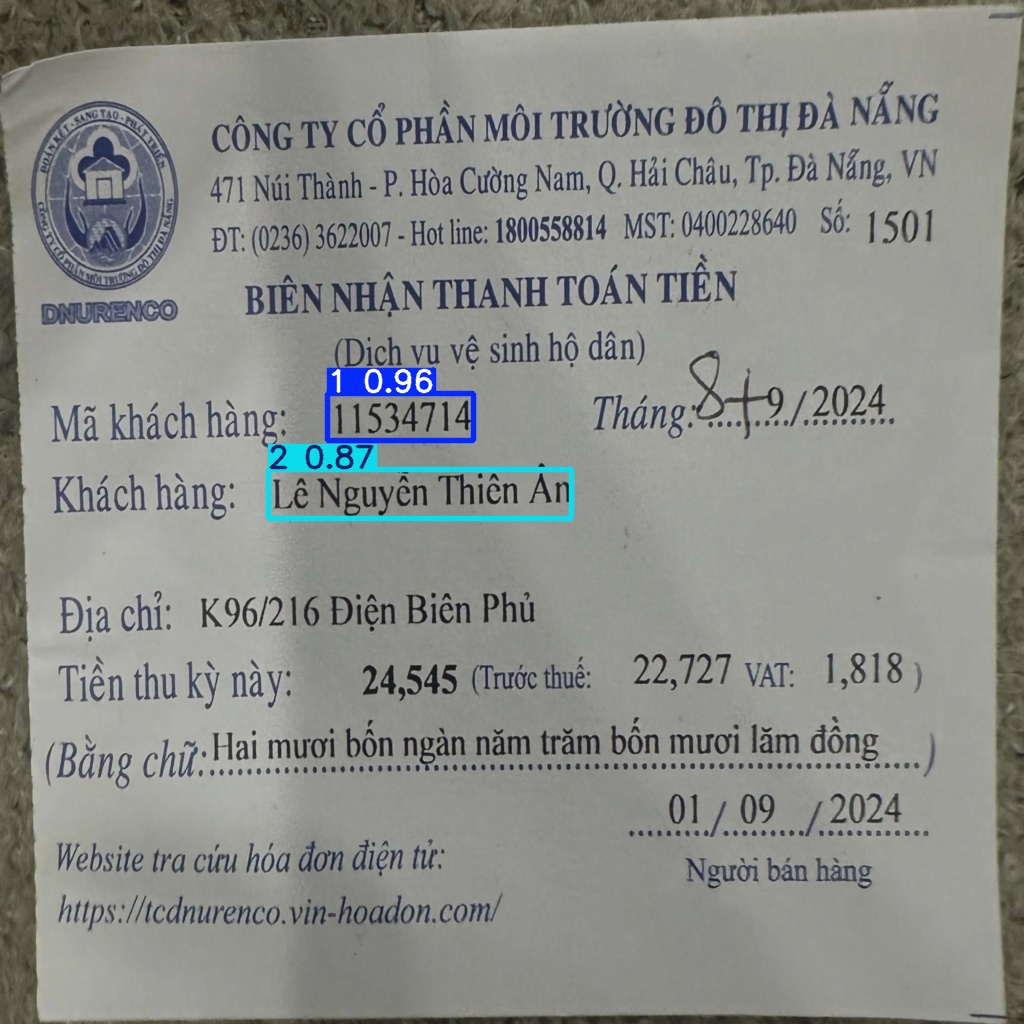 ĐOÀN KẾT - SANG TẠO - PHÁT TRIỂN
CÔNG TY CỔ PHẦN MÔI TRƯỜNG ĐÔ THỊ ĐÀ NẴNG
DNURENCO
CÔNG TY CỔ PHẦN MÔI TRƯỜNG ĐÔ THỊ ĐÀ NẴNG
471 Núi Thành - P. Hòa Cường Nam, Q. Hải Châu, Tp. Đà Nẵng, VN
ĐT: (0236) 3622007 - Hot line: 1800558814 MST: 0400228640 Số: 1501
BIÊN NHẬN THANH TOÁN TIỀN
(Dịch vụ vệ sinh hộ dân)
1 0.96
Mã khách hàng: 11534714 Tháng: 8+9/2024
2 0.87
Khách hàng: Lê Nguyễn Thiên Ân
Địa chỉ: K96/216 Điện Biên Phủ
Tiền thu kỳ này: 24,545 (Trước thuế: 22,727 VAT: 1,818 )
(Bằng chữ: Hai mươi bốn ngàn năm trăm bốn mươi lăm đồng )
01 / 09 / 2024
Người bán hàng
Website tra cứu hóa đơn điện tử:
https://tcdnurenco.vin-hoadon.com/